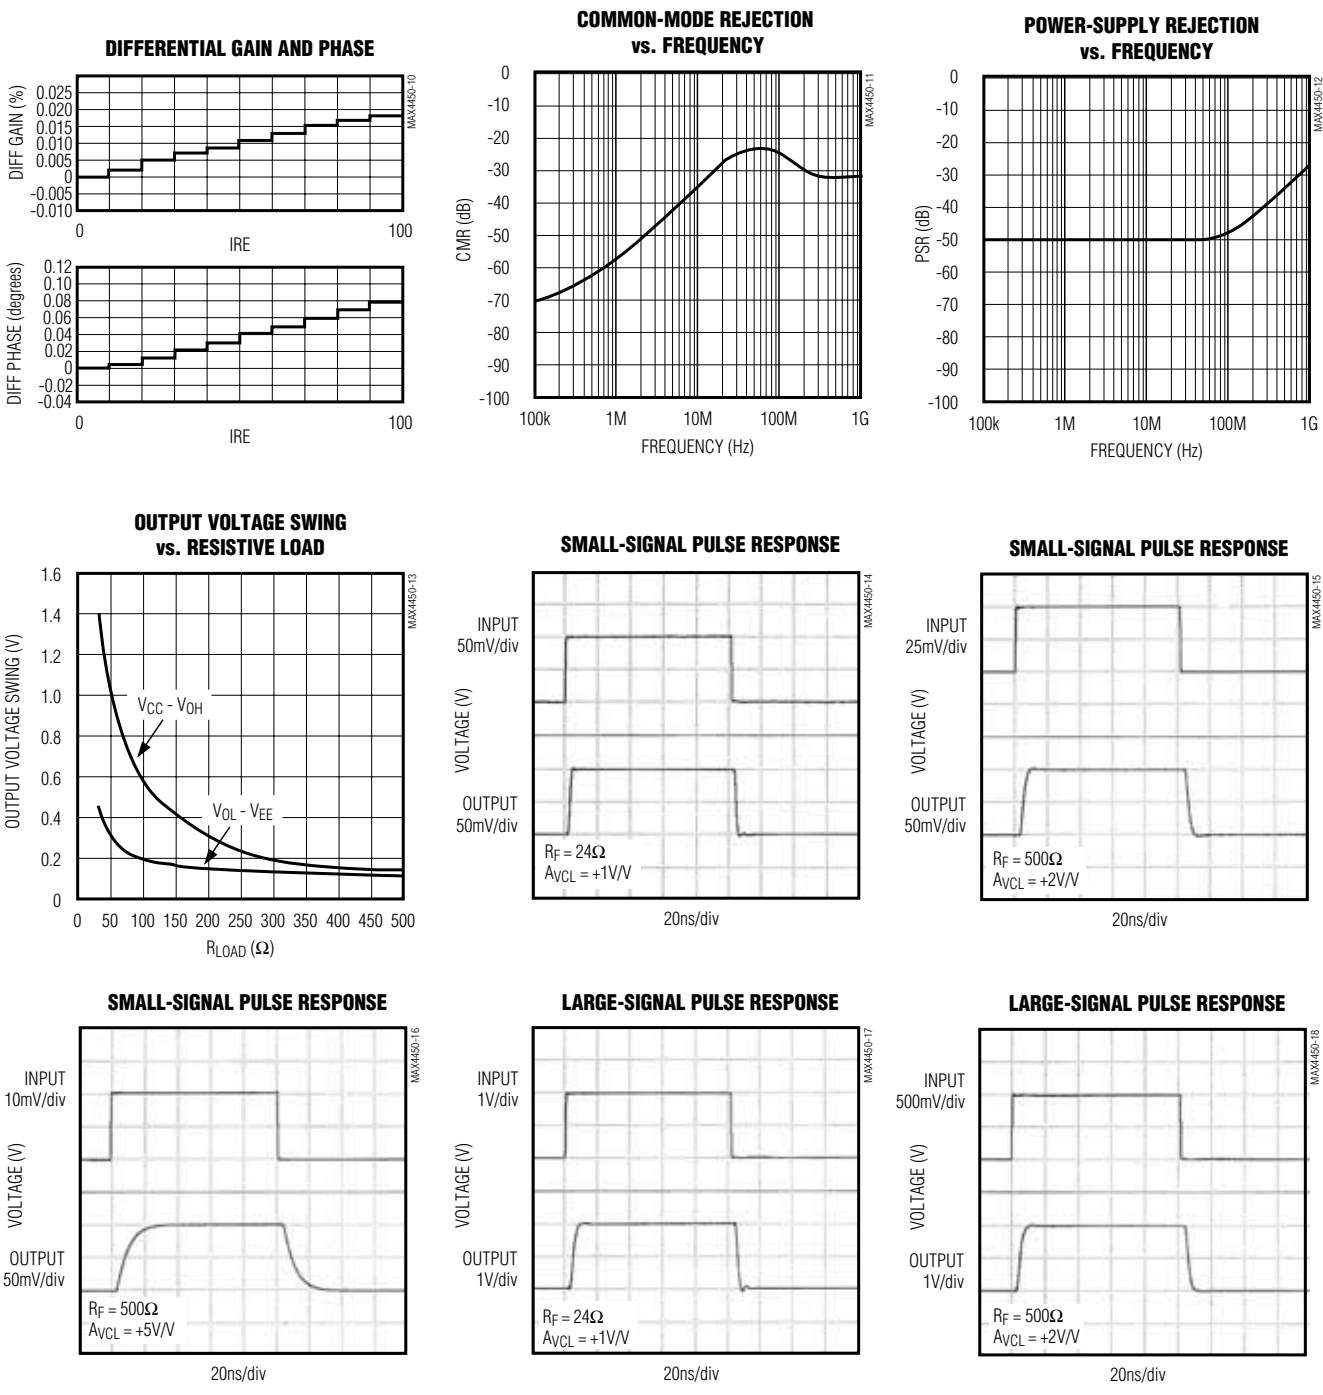 DIFFERENTIAL GAIN AND PHASE
DIFF GAIN (%)
0.025
0.020
0.015
0.010
0.005
0
-0.005
-0.010
0
100
IRE
MAX4450-10
DIFF PHASE (degrees)
0.12
0.10
0.08
0.06
0.04
0.02
0
-0.02
-0.04
0
100
IRE
COMMON-MODE REJECTION
vs. FREQUENCY
MAX4450-11
CMR (dB)
0
-10
-20
-30
-40
-50
-60
-70
-80
-90
-100
100k 1M 10M 100M 1G
FREQUENCY (Hz)
POWER-SUPPLY REJECTION
vs. FREQUENCY
MAX4450-12
PSR (dB)
0
-10
-20
-30
-40
-50
-60
-70
-80
-90
-100
100k 1M 10M 100M 1G
FREQUENCY (Hz)
OUTPUT VOLTAGE SWING
vs. RESISTIVE LOAD
MAX4450-13
OUTPUT VOLTAGE SWING (V)
1.6
1.4
1.2
1.0
0.8
0.6
0.4
0.2
0
VCC - VOH
VOL - VEE
0 50 100 150 200 250 300 350 400 450 500
RLOAD (Ω)
SMALL-SIGNAL PULSE RESPONSE
MAX4450-14
INPUT
50mV/div
VOLTAGE (V)
OUTPUT
50mV/div
RF = 24Ω
AVCL = +1V/V
20ns/div
SMALL-SIGNAL PULSE RESPONSE
MAX4450-15
INPUT
25mV/div
VOLTAGE (V)
OUTPUT
50mV/div
RF = 500Ω
AVCL = +2V/V
20ns/div
SMALL-SIGNAL PULSE RESPONSE
MAX4450-16
INPUT
10mV/div
VOLTAGE (V)
OUTPUT
50mV/div
RF = 500Ω
AVCL = +5V/V
20ns/div
LARGE-SIGNAL PULSE RESPONSE
MAX4450-17
INPUT
1V/div
VOLTAGE (V)
OUTPUT
1V/div
RF = 24Ω
AVCL = +1V/V
20ns/div
LARGE-SIGNAL PULSE RESPONSE
MAX4450-18
INPUT
500mV/div
VOLTAGE (V)
OUTPUT
1V/div
RF = 500Ω
AVCL = +2V/V
20ns/div